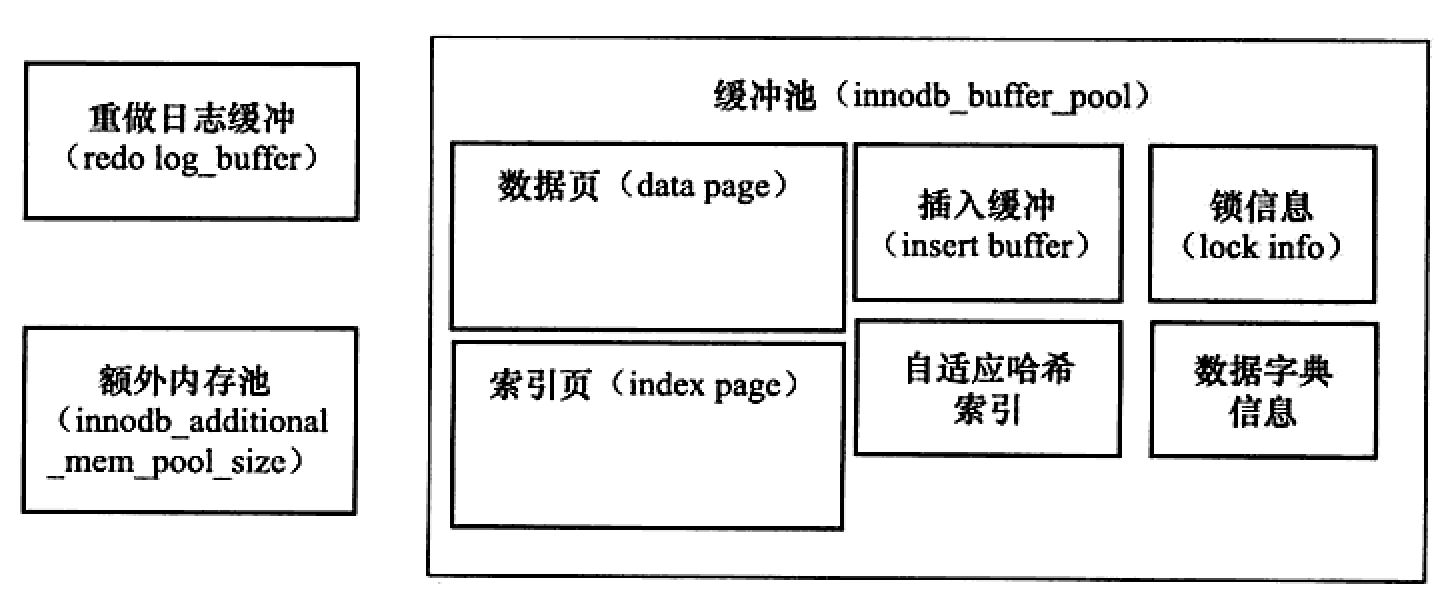 重做日志缓冲
（redo log_buffer）
额外内存池
（innodb_additional
_mem_pool_size）
缓冲池（innodb_buffer_pool）
数据页（data page）
插入缓冲
（insert buffer）
锁信息
（lock info）
索引页（index page）
自适应哈希
索引
数据字典
信息